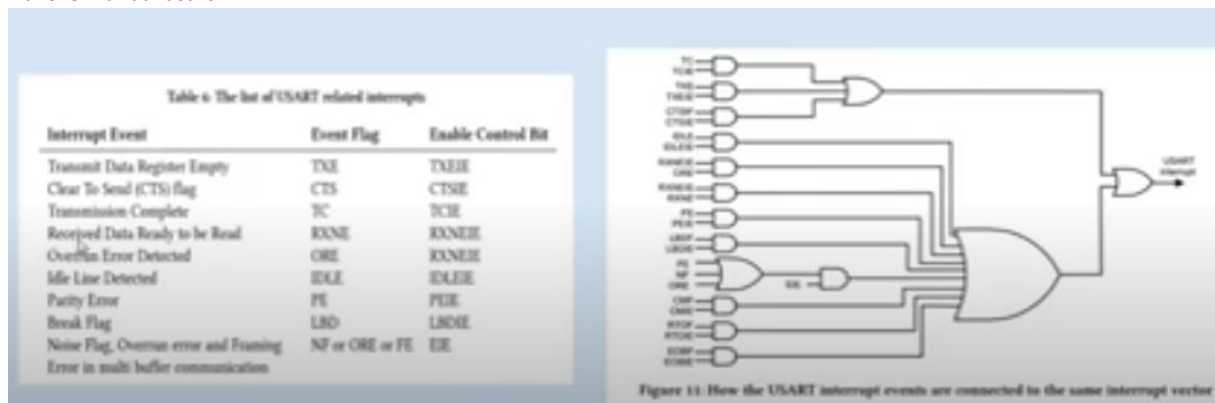 Table 6: The list of USART related interrupts
Interrupt Event Event Flag Enable Control Bit
Transmit Data Register Empty TXE TXEIE
Clear To Send (CTS) flag CTS CTSIE
Transmission Complete TC TCIE
Received Data Ready to be Read RXNE RXNEIE
Overrun Error Detected ORE RXNEIE
Idle Line Detected IDLE IDLEIE
Parity Error PE PEIE
Break Flag LBD LBDIE
Noise Flag, Overrun error and Framing NF or ORE or FE EIE
Error in multi buffer communication
TC
TCIE
TXE
TXEIE
CTSIF
CTSIE
IDLE
IDLEIE
RXNEIE
ORE
RXNEIE
RXNE
PE
PEIE
LBDF
LBDIE
FE
NF
ORE
EIE
CMF
CMIE
RTOF
RTOIE
EOBF
EOBIE
USART
interrupt
Figure 11: How the USART interrupt events are connected to the same interrupt vector